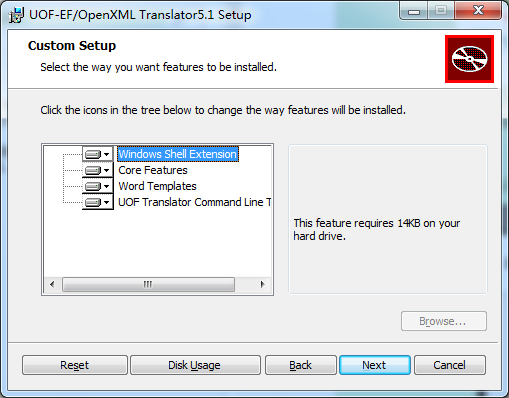 UOF-EF/OpenXML Translator5.1 Setup
Custom Setup
Select the way you want features to be installed.
Click the icons in the tree below to change the way features will be installed.
Windows Shell Extension
Core Features
Word Templates
UOF Translator Command Line T
This feature requires 14KB on your
hard drive.
Browse...
Reset Disk Usage Back Next Cancel